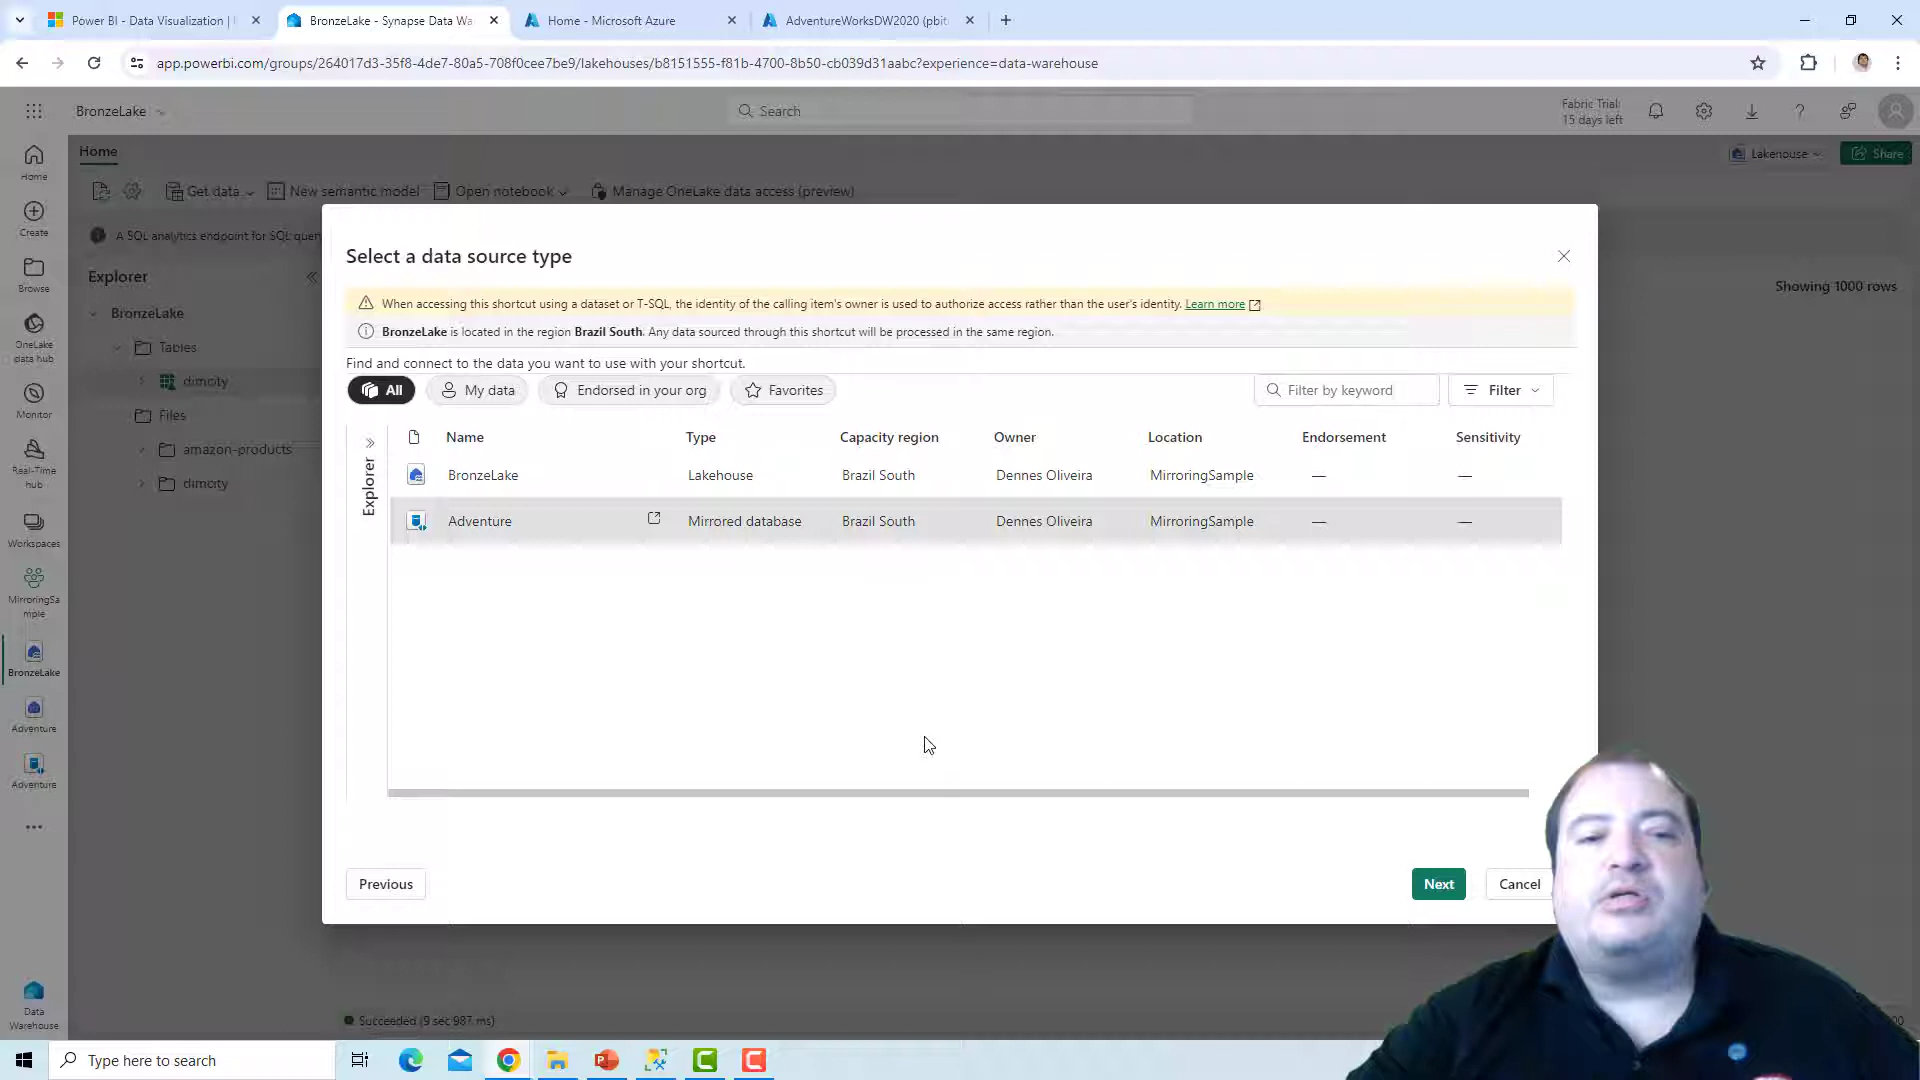 Power BI - Data Visualization |
BronzeLake - Synapse Data Wa
Home - Microsoft Azure
AdventureWorksDW2020 (pbit
app.powerbi.com/groups/264017d3-35f8-4de7-80a5-708f0cee7be9/lakehouses/b8151555-f81b-4700-8b50-cb039d31aabc?experience=data-warehouse
BronzeLake
Search
Fabric Trial:
15 days left
Home
Lakehouse
Share
Get data
New semantic model
Open notebook
Manage OneLake data access (preview)
A SQL analytics endpoint for SQL query
Explorer
Showing 1000 rows
BronzeLake
Tables
dimcity
Files
amazon-products
dimcity
Home
Create
Browse
OneLake
data hub
Monitor
Real-Time
hub
Workspaces
MirroringSa
mple
BronzeLake
Adventure
Adventure
Data
Warehouse
Select a data source type
When accessing this shortcut using a dataset or T-SQL, the identity of the calling item's owner is used to authorize access rather than the user's identity. Learn more
BronzeLake is located in the region Brazil South. Any data sourced through this shortcut will be processed in the same region.
Find and connect to the data you want to use with your shortcut.
All
My data
Endorsed in your org
Favorites
Filter by keyword
Filter
Explorer
Name Type Capacity region Owner Location Endorsement Sensitivity
BronzeLake Lakehouse Brazil South Dennes Oliveira MirroringSample — —
Adventure Mirrored database Brazil South Dennes Oliveira MirroringSample — —
Previous
Next
Cancel
Succeeded (9 sec 987 ms)
Type here to search